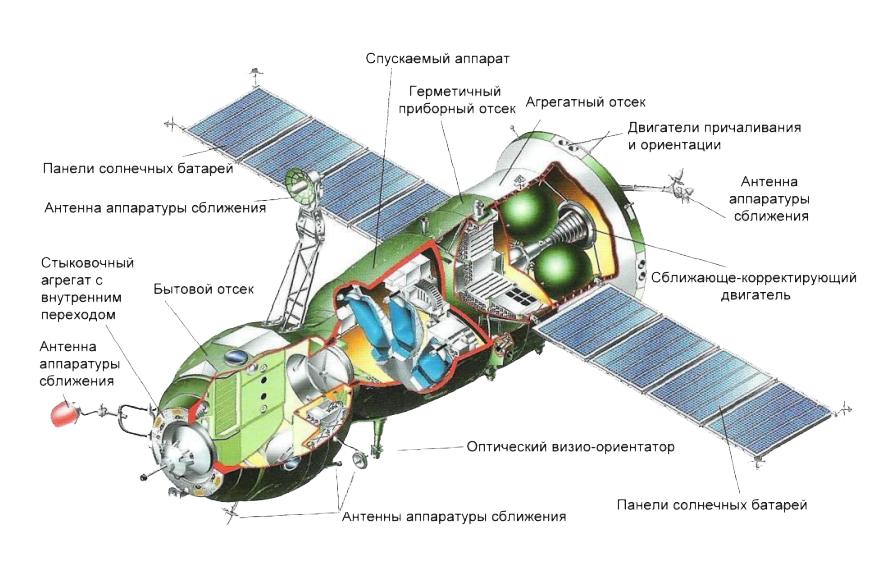 Спускаемый аппарат
Герметичный
приборный отсек
Агрегатный отсек
Двигатели причаливания
и ориентации
Панели солнечных батарей
Антенна
аппаратуры
сближения
Антенна аппаратуры сближения
Стыковочный
агрегат с
внутренним
переходом
Бытовой отсек
Сближающе-корректирующий
двигатель
Антенна
аппаратуры
сближения
Оптический визио-ориентатор
Панели солнечных батарей
Антенны аппаратуры сближения